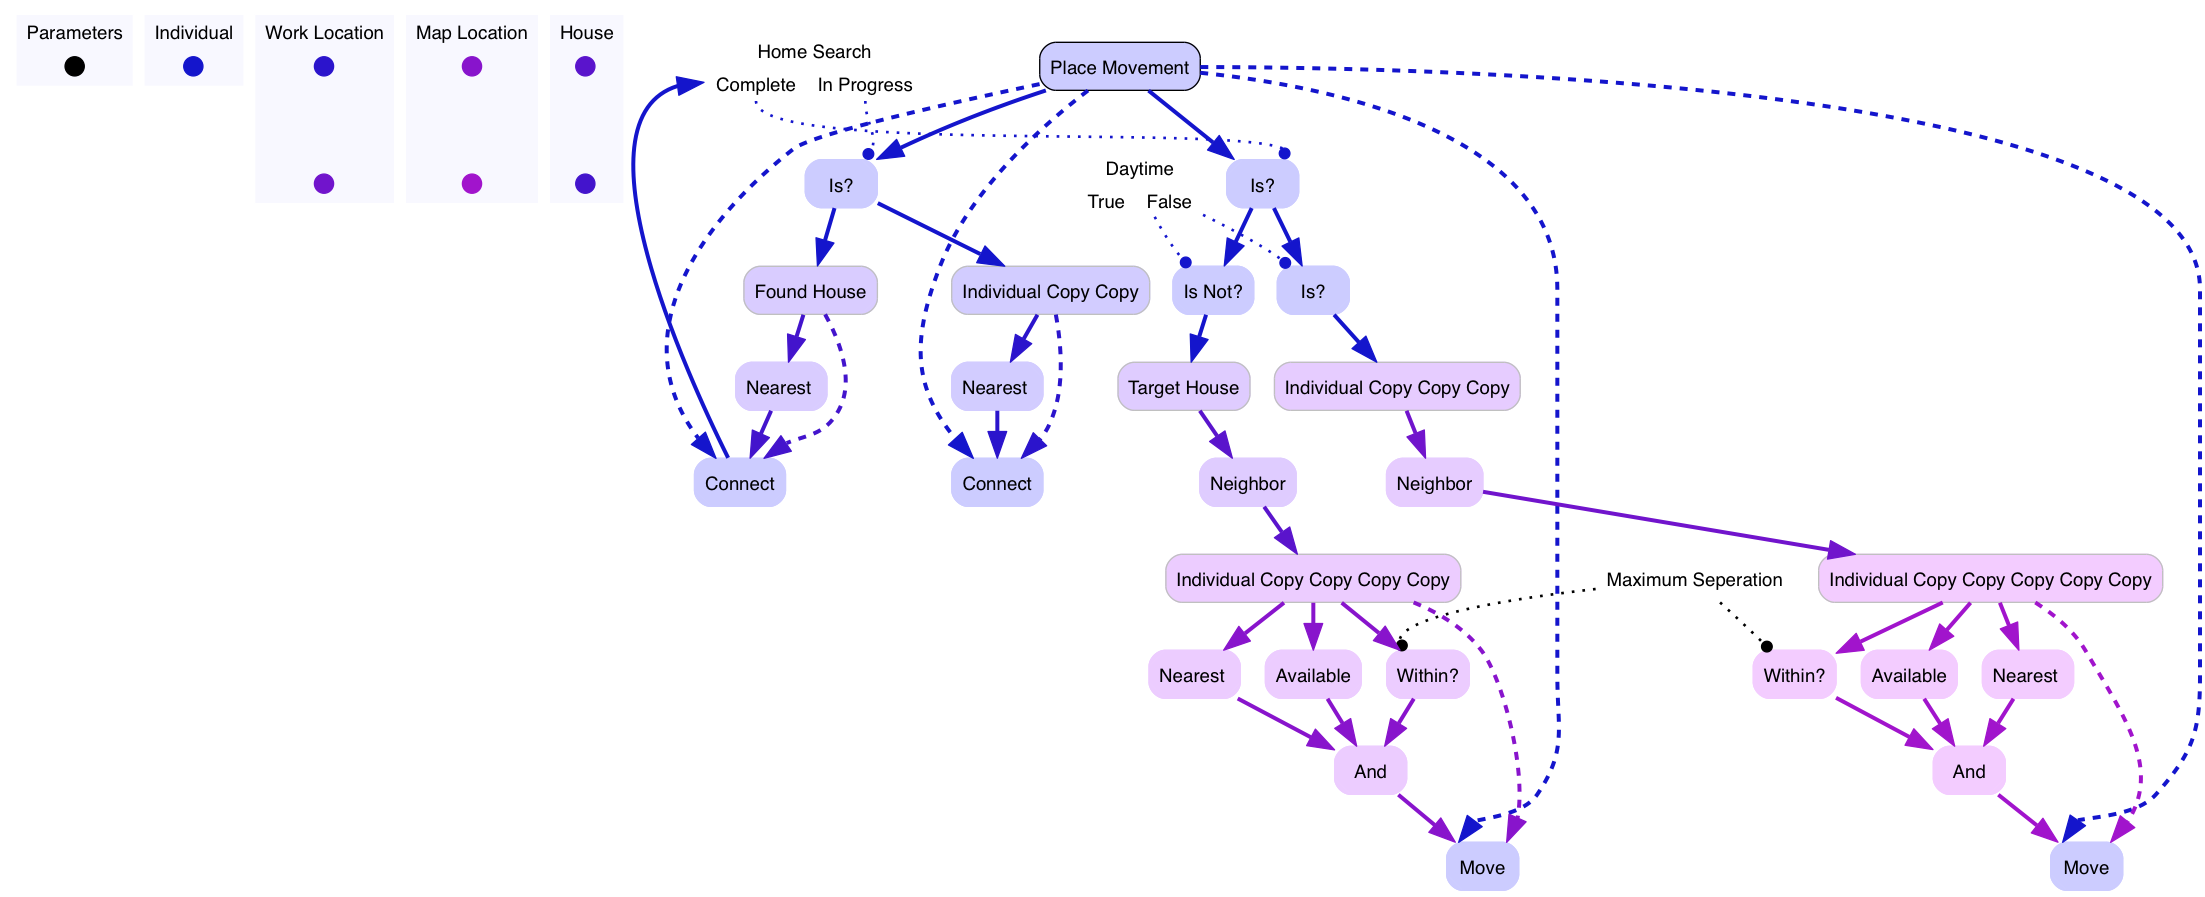 Parameters
Individual
Work Location
Map Location
House
Home Search
Complete
In Progress
Place Movement
Daytime
True
False
Is?
Is?
Found House
Individual Copy Copy
Is Not?
Is?
Nearest
Nearest
Target House
Individual Copy Copy Copy
Connect
Connect
Neighbor
Neighbor
Individual Copy Copy Copy Copy
Maximum Seperation
Individual Copy Copy Copy Copy Copy
Nearest
Available
Within?
Within?
Available
Nearest
And
And
Move
Move